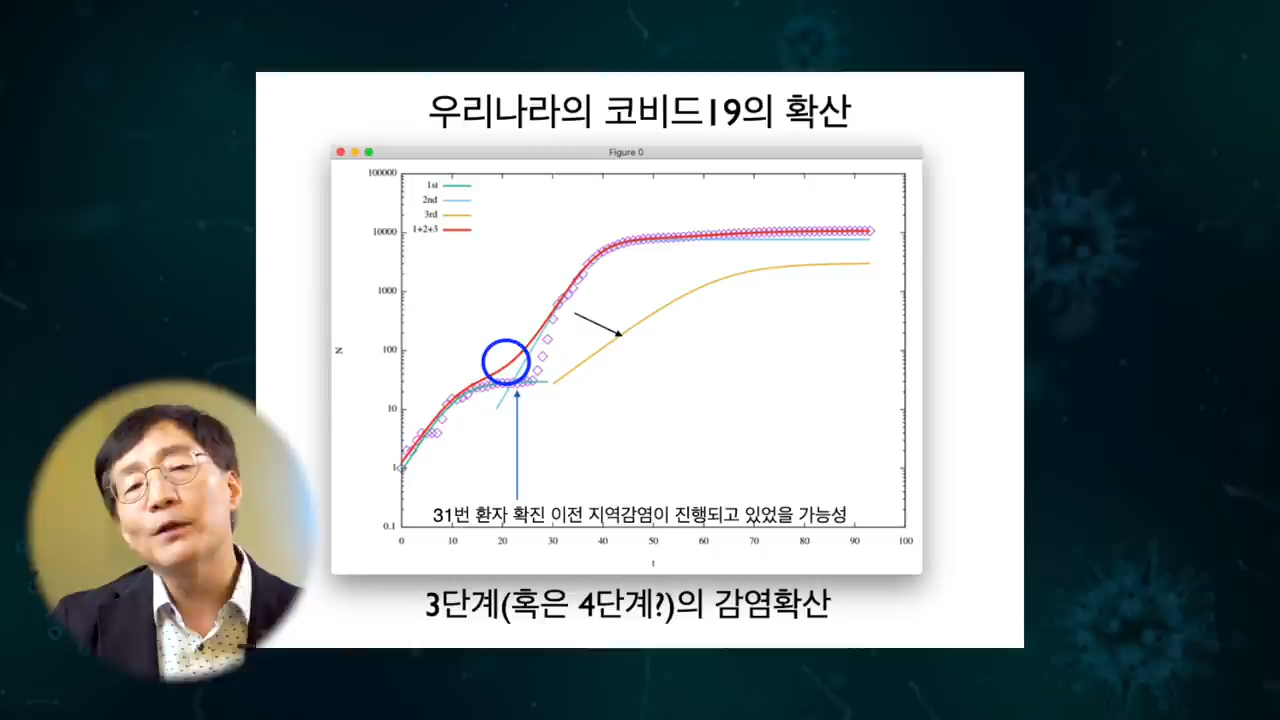 우리나라의 코비드19의 확산
Figure 0
100000
10000
1000
100
10
1
0.1
N
1st
2nd
3rd
1+2+3
31번 환자 확진 이전 지역감염이 진행되고 있었을 가능성
0 10 20 30 40 50 60 70 80 90 100
t
3단계(혹은 4단계?)의 감염확산